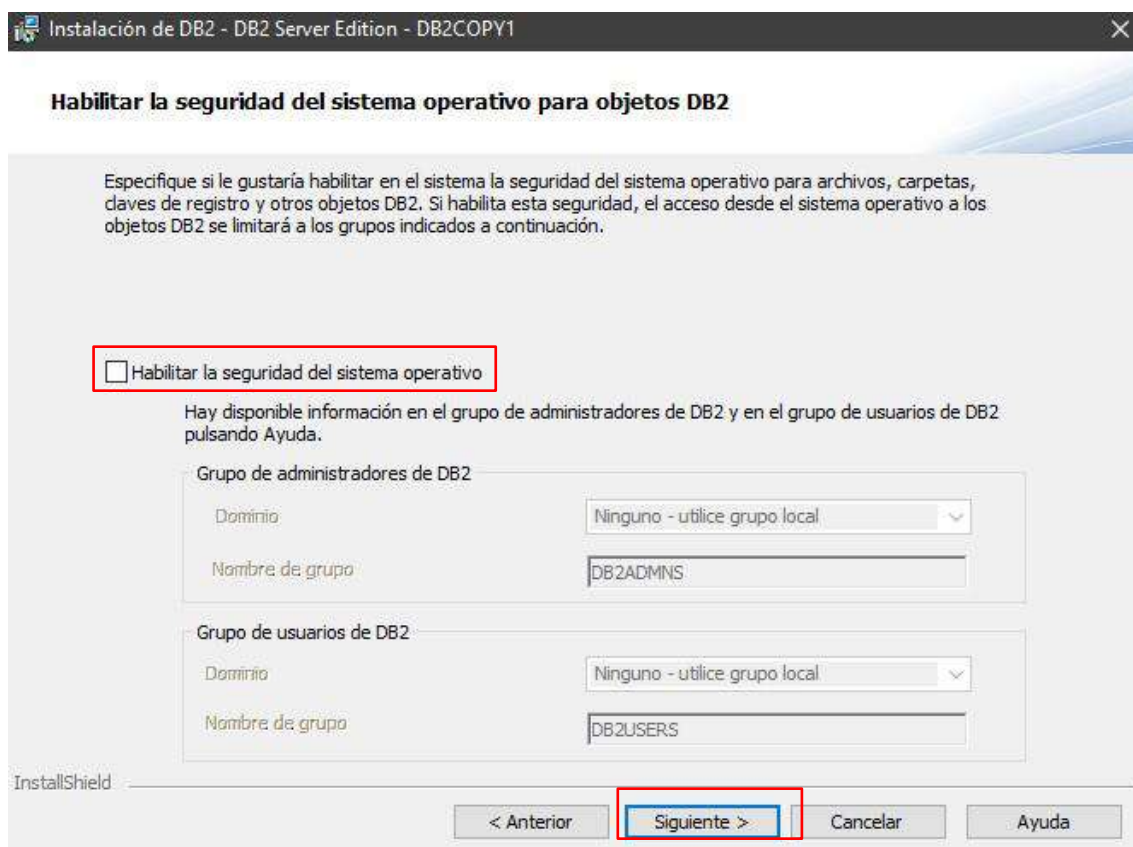 Instalación de DB2 - DB2 Server Edition - DB2COPY1
Habilitar la seguridad del sistema operativo para objetos DB2
Especifique si le gustaría habilitar en el sistema la seguridad del sistema operativo para archivos, carpetas,
claves de registro y otros objetos DB2. Si habilita esta seguridad, el acceso desde el sistema operativo a los
objetos DB2 se limitará a los grupos indicados a continuación.
Habilitar la seguridad del sistema operativo
Hay disponible información en el grupo de administradores de DB2 y en el grupo de usuarios de DB2
pulsando Ayuda.
Grupo de administradores de DB2
Dominio Ninguno - utilice grupo local
Nombre de grupo DB2ADMNS
Grupo de usuarios de DB2
Dominio Ninguno - utilice grupo local
Nombre de grupo DB2USERS
InstallShield
< Anterior Siguiente > Cancelar Ayuda